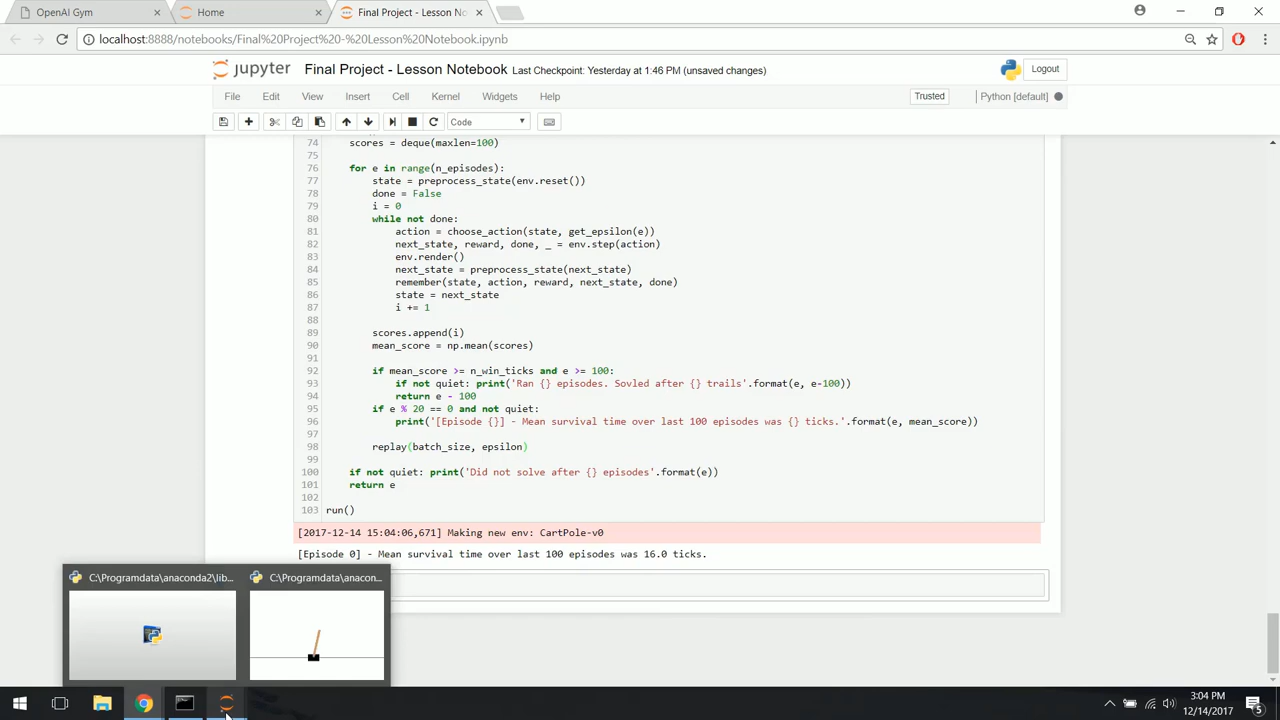 OpenAI Gym
Home
Final Project - Lesson No
localhost:8888/notebooks/Final%20Project%20-%20Lesson%20Notebook.ipynb
jupyter Final Project - Lesson Notebook Last Checkpoint: Yesterday at 1:46 PM (unsaved changes)
Logout
File Edit View Insert Cell Kernel Widgets Help
Trusted
Python [default]
Code
74 scores = deque(maxlen=100)
75
76 for e in range(n_episodes):
77 state = preprocess_state(env.reset())
78 done = False
79 i = 0
80 while not done:
81 action = choose_action(state, get_epsilon(e))
82 next_state, reward, done, _ = env.step(action)
83 env.render()
84 next_state = preprocess_state(next_state)
85 remember(state, action, reward, next_state, done)
86 state = next_state
87 i += 1
88
89 scores.append(i)
90 mean_score = np.mean(scores)
91
92 if mean_score >= n_win_ticks and e >= 100:
93 if not quiet: print('Ran {} episodes. Sovled after {} trails'.format(e, e-100))
94 return e - 100
95 if e % 20 == 0 and not quiet:
96 print('[Episode {}] - Mean survival time over last 100 episodes was {} ticks.'.format(e, mean_score))
97
98 replay(batch_size, epsilon)
99
100 if not quiet: print('Did not solve after {} episodes'.format(e))
101 return e
102
103 run()
[2017-12-14 15:04:06,671] Making new env: CartPole-v0
[Episode 0] - Mean survival time over last 100 episodes was 16.0 ticks.
C:\Programdata\anaconda2\lib...
C:\Programdata\anacon...
3:04 PM
12/14/2017
5